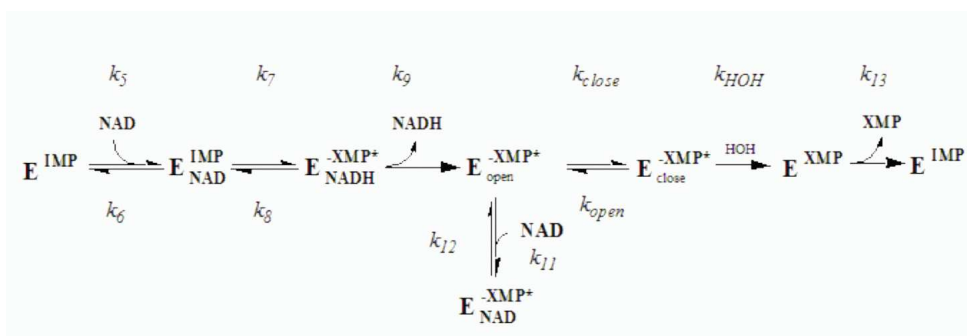 k5 k7 k9 kclose kHOH k13
NAD NADH XMP
E IMP E IMP NAD E -XMP* NADH E -XMP* open E -XMP* close HOH E XMP E IMP
k6 k8 kopen
k12 NAD k11
E -XMP* NAD